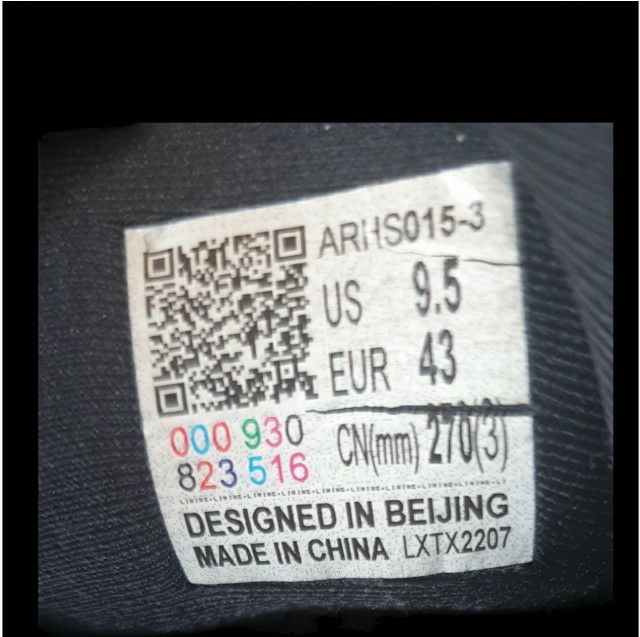 ARHS015-3
US 9.5
EUR 43
CN(mm) 270(3)
000 930
823 516
LINING•LINING•LINING•LINING•LINING•LINING•LINING•LINING•LI
DESIGNED IN BEIJING
MADE IN CHINA LXTX2207